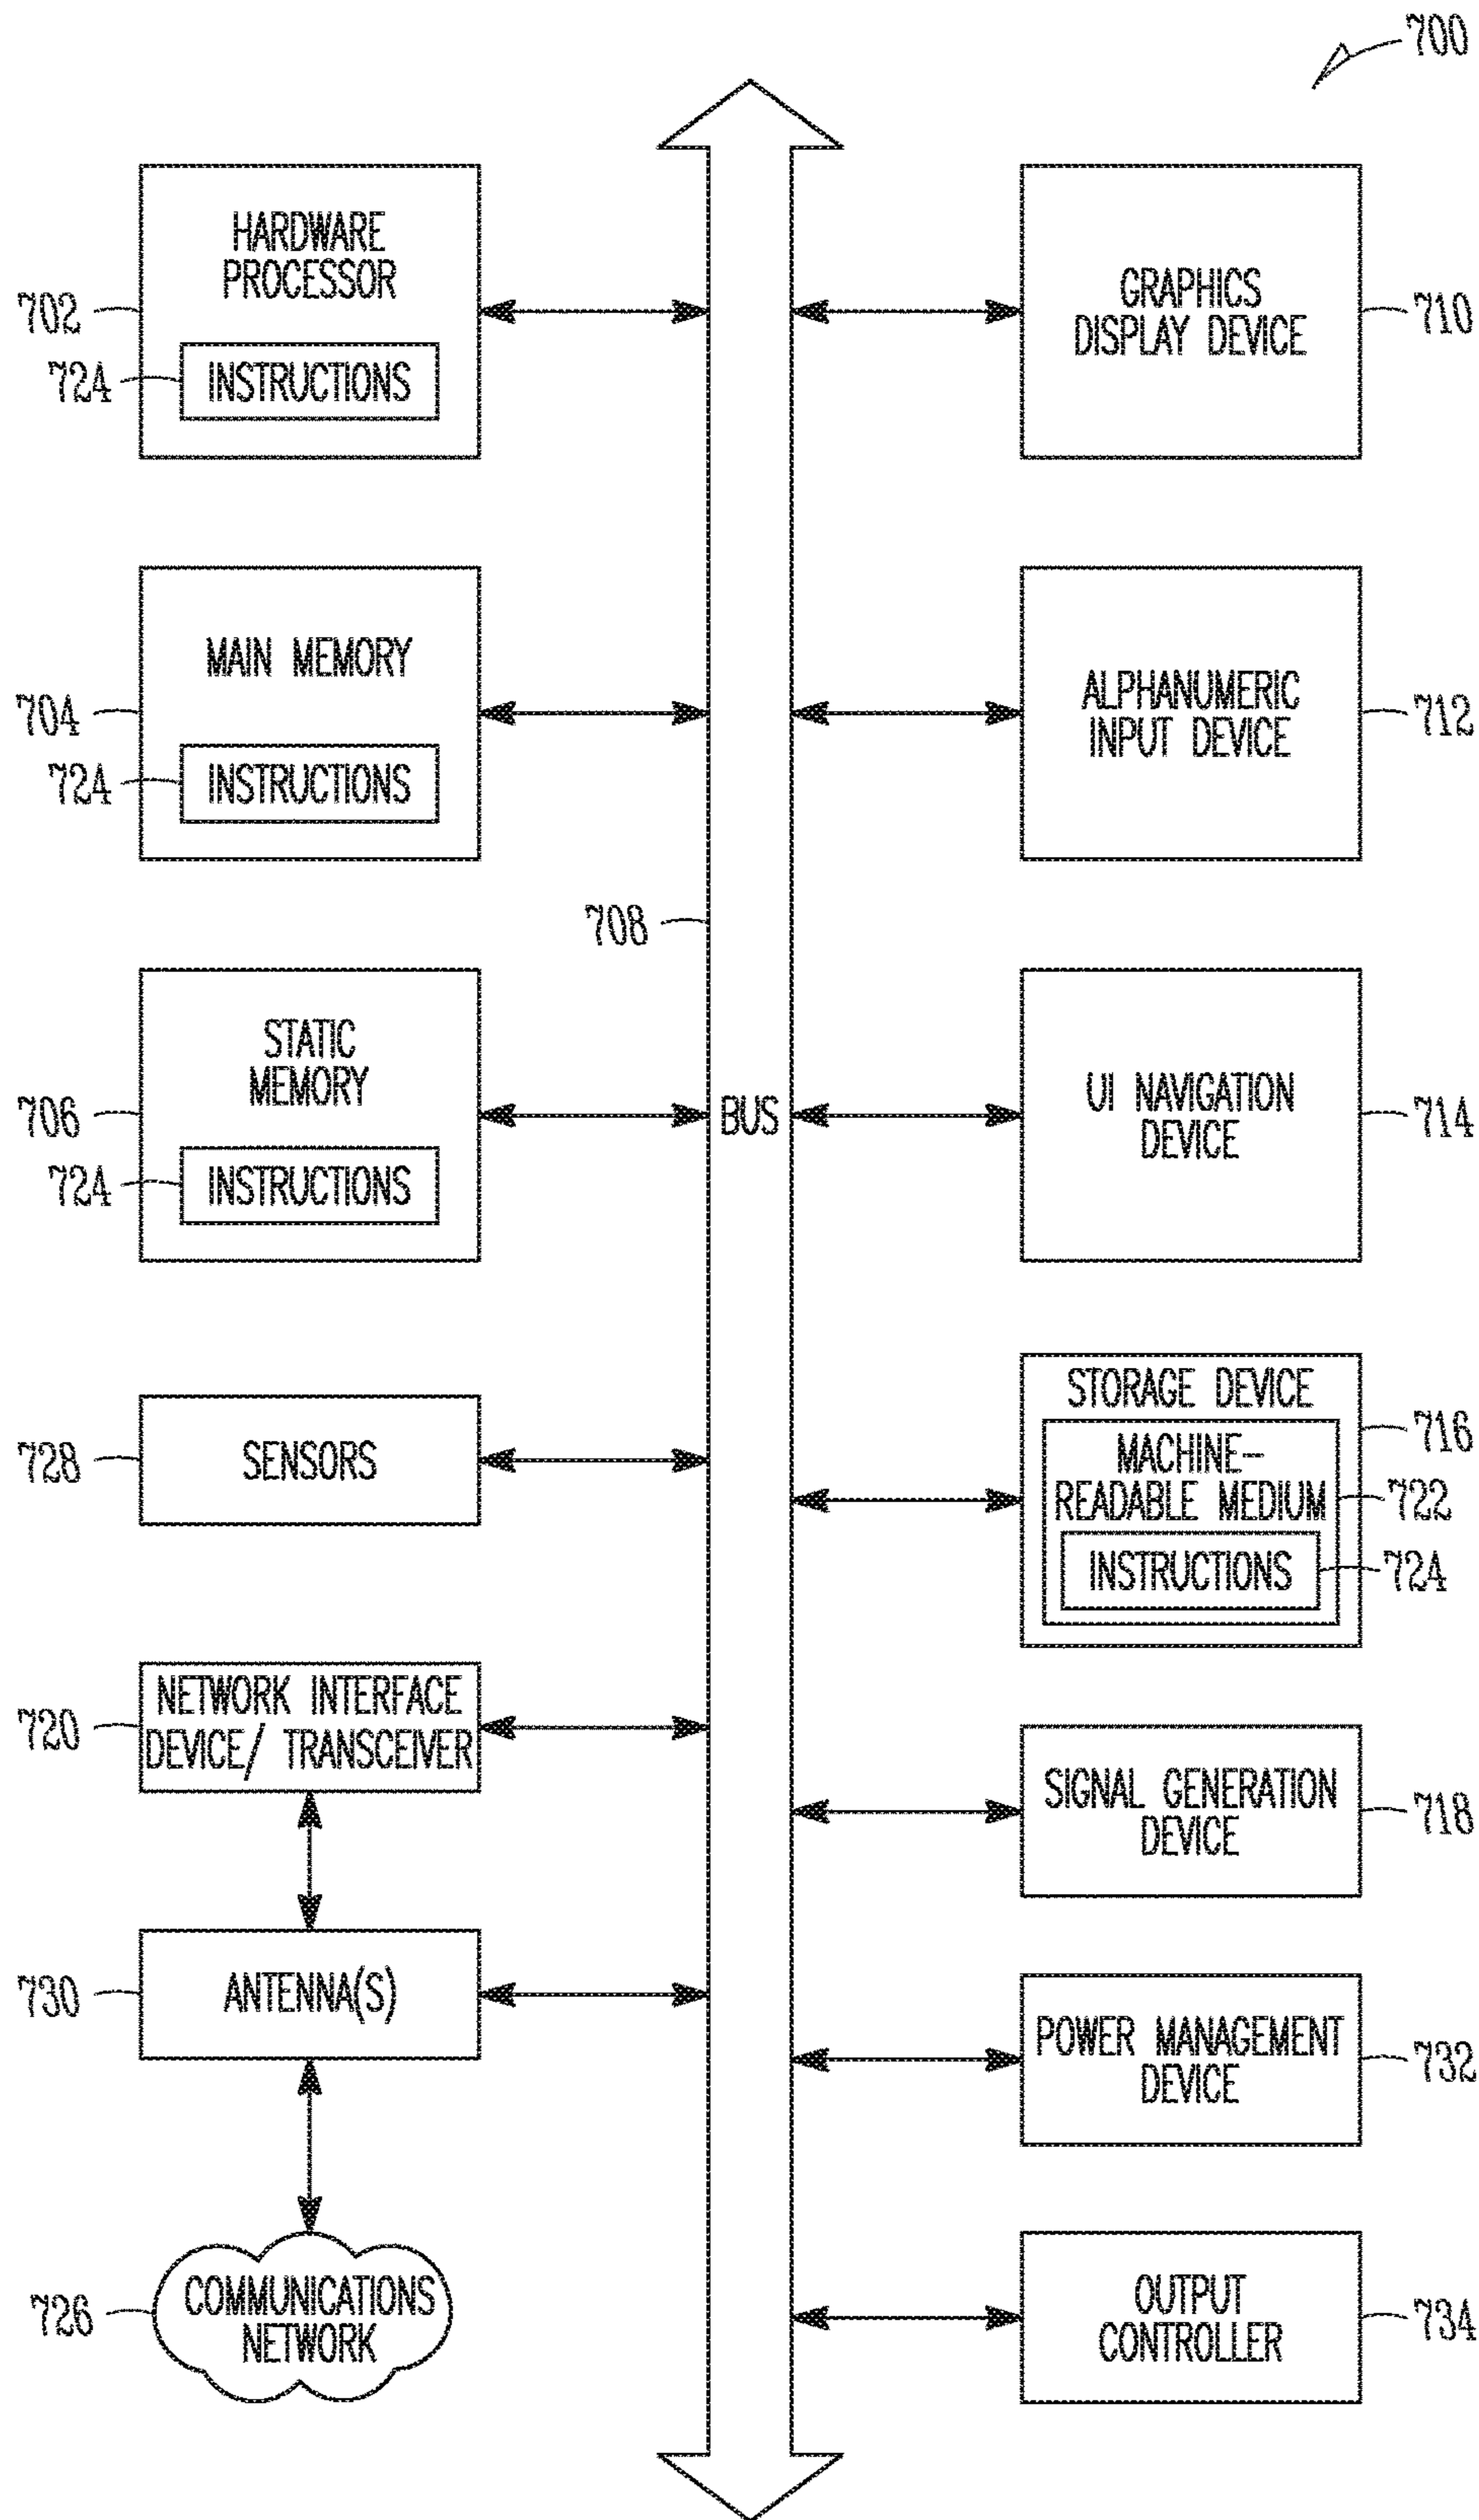 700
HARDWARE
PROCESSOR
702
724
INSTRUCTIONS
GRAPHICS
DISPLAY DEVICE
710
MAIN MEMORY
704
724
INSTRUCTIONS
ALPHANUMERIC
INPUT DEVICE
712
708
STATIC
MEMORY
706
724
INSTRUCTIONS
BUS
UI NAVIGATION
DEVICE
714
SENSORS
728
STORAGE DEVICE
716
MACHINE-
READABLE MEDIUM
722
INSTRUCTIONS
724
NETWORK INTERFACE
DEVICE/ TRANSCEIVER
720
SIGNAL GENERATION
DEVICE
718
ANTENNA(S)
730
POWER MANAGEMENT
DEVICE
732
COMMUNICATIONS
NETWORK
726
OUTPUT
CONTROLLER
734